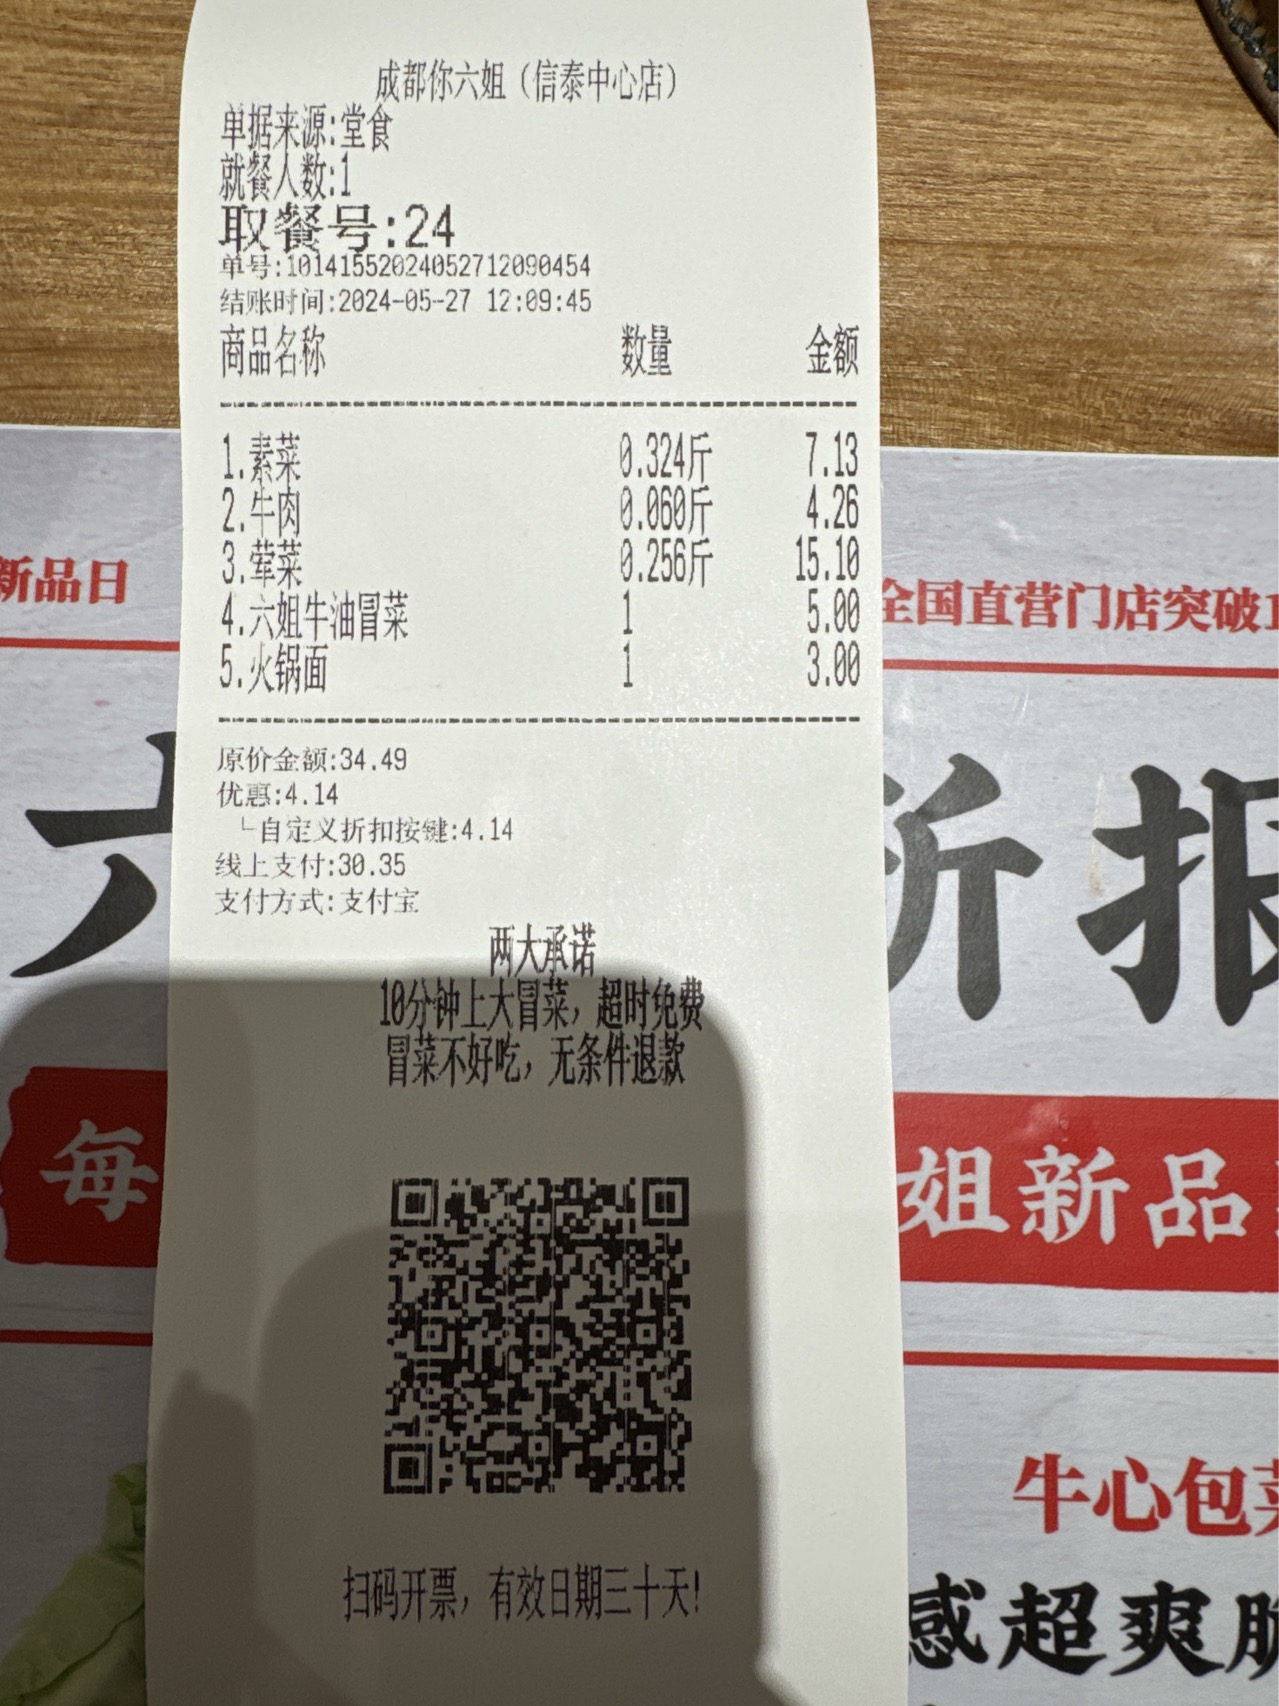 成都你六姐（信泰中心店）
单据来源:堂食
就餐人数:1
取餐号:24
单号:10141552024052712090454
结账时间:2024-05-27 12:09:45
商品名称 数量 金额
1.素菜 0.324斤 7.13
2.牛肉 0.060斤 4.26
3.荤菜 0.256斤 15.10
4.六姐牛油冒菜 1 5.00
5.火锅面 1 3.00
原价金额:34.49
优惠:4.14
└自定义折扣按键:4.14
线上支付:30.35
支付方式:支付宝
两大承诺
10分钟上大冒菜，超时免费
冒菜不好吃，无条件退款
扫码开票，有效日期三十天!
新品日
全国直营门店突破1
六
所报
每
姐新品
牛心包菜
感超爽脆